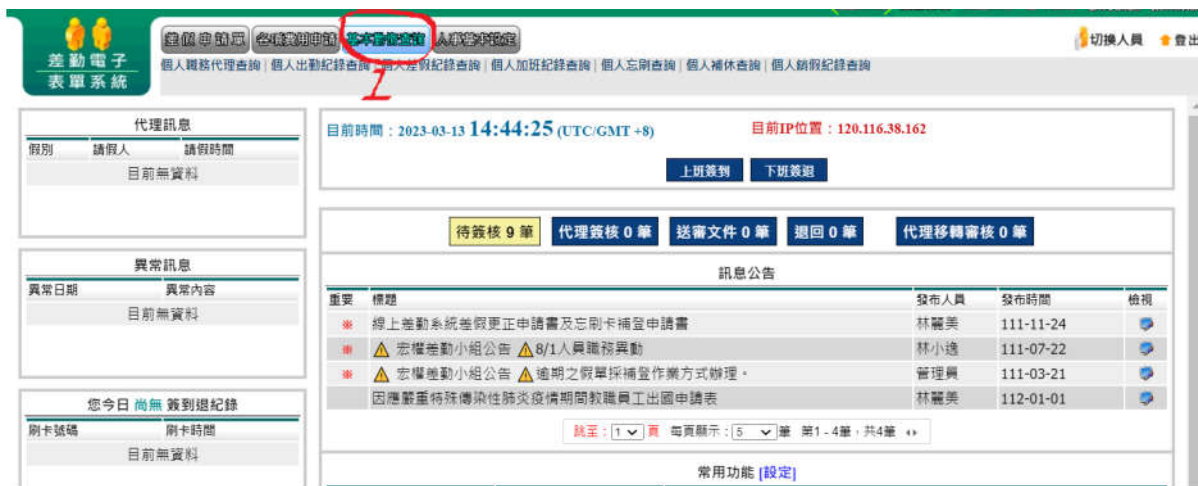 差勤電子
表單系統
差假申請 各項費用申請 基本資料查詢 人事基本設定
切換人員 登出
個人職務代理查詢 | 個人出勤紀錄查詢 | 個人差假紀錄查詢 | 個人加班紀錄查詢 | 個人忘刷查詢 | 個人補休查詢 | 個人銷假紀錄查詢
1
代理訊息
假別 請假人 請假時間
目前無資料
目前時間:2023-03-13 14:44:25 (UTC/GMT +8) 目前IP位置:120.116.38.162
上班簽到 下班簽退
待簽核 9 筆 代理簽核 0 筆 送審文件 0 筆 退回 0 筆 代理移轉審核 0 筆
異常訊息
異常日期 異常內容
目前無資料
訊息公告
重要 標題 發布人員 發布時間 檢視
※ 線上差勤系統差假更正申請書及忘刷卡補登申請書 林麗美 111-11-24
※ ⚠ 宏權差勤小組公告 ⚠8/1人員職務異動 林小逸 111-07-22
※ ⚠ 宏權差勤小組公告 ⚠逾期之假單採補登作業方式辦理。 管理員 111-03-21
因應嚴重特殊傳染性肺炎疫情期間教職員工出國申請表 林麗美 112-01-01
跳至:1 頁 每頁顯示:5 筆 第1 - 4筆,共4筆
您今日 尚無 簽到退紀錄
刷卡號碼 刷卡時間
目前無資料
常用功能 [設定]